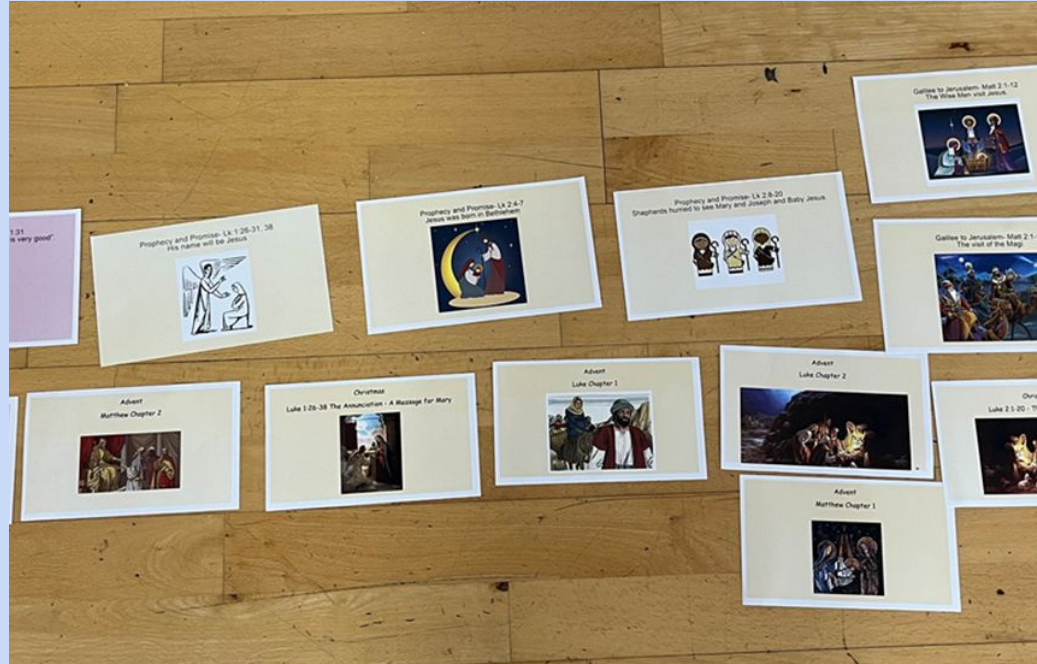 1:31
is very good"
Prophecy and Promise- Lk 1:26-31, 38
His name will be Jesus
Prophecy and Promise- Lk 2:4-7
Jesus was born in Bethlehem
Prophecy and Promise- Lk 2:8-20
Shepherds hurried to see Mary and Joseph and Baby Jesus.
Galilee to Jerusalem- Matt 2:1-12
The Wise Men visit Jesus.
Galilee to Jerusalem- Matt 2:1-
The visit of the Magi.
Advent
Matthew Chapter 2
Christmas
Luke 1:26-38 The Annunciation - A Message for Mary
Advent
Luke Chapter 1
Advent
Luke Chapter 2
Luke 2:1-20 -
Advent
Matthew Chapter 1